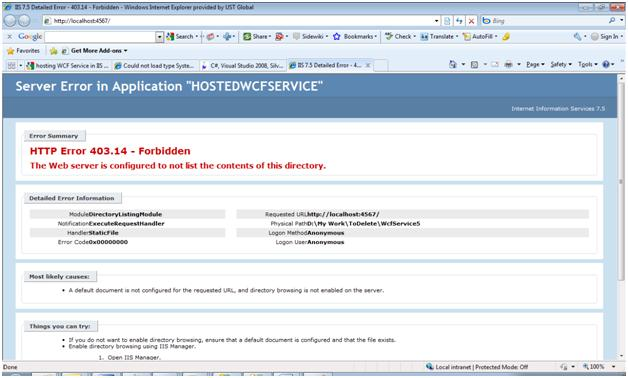 IIS 7.5 Detailed Error - 403.14 - Forbidden - Windows Internet Explorer provided by UST Global
http://localhost:4567/
Bing
Google
Search
Share
Sidewiki
Bookmarks
Check
Translate
AutoFill
Sign In
Favorites
Get More Add-ons
hosting WCF Service in IIS ...
Could not load type Syste...
C#, Visual Studio 2008, Silv...
IIS 7.5 Detailed Error - 4...
Page
Safety
Tools
Server Error in Application "HOSTEDWCFSERVICE"
Internet Information Services 7.5
Error Summary
HTTP Error 403.14 - Forbidden
The Web server is configured to not list the contents of this directory.
Detailed Error Information
Module DirectoryListingModule
Notification ExecuteRequestHandler
Handler StaticFile
Error Code 0x00000000
Requested URL http://localhost:4567/
Physical Path D:\My Work\ToDelete\WcfService5
Logon Method Anonymous
Logon User Anonymous
Most likely causes:
• A default document is not configured for the requested URL, and directory browsing is not enabled on the server.
Things you can try:
• If you do not want to enable directory browsing, ensure that a default document is configured and that the file exists.
• Enable directory browsing using IIS Manager.
1. Open IIS Manager.
Done
Local intranet | Protected Mode: Off
100%